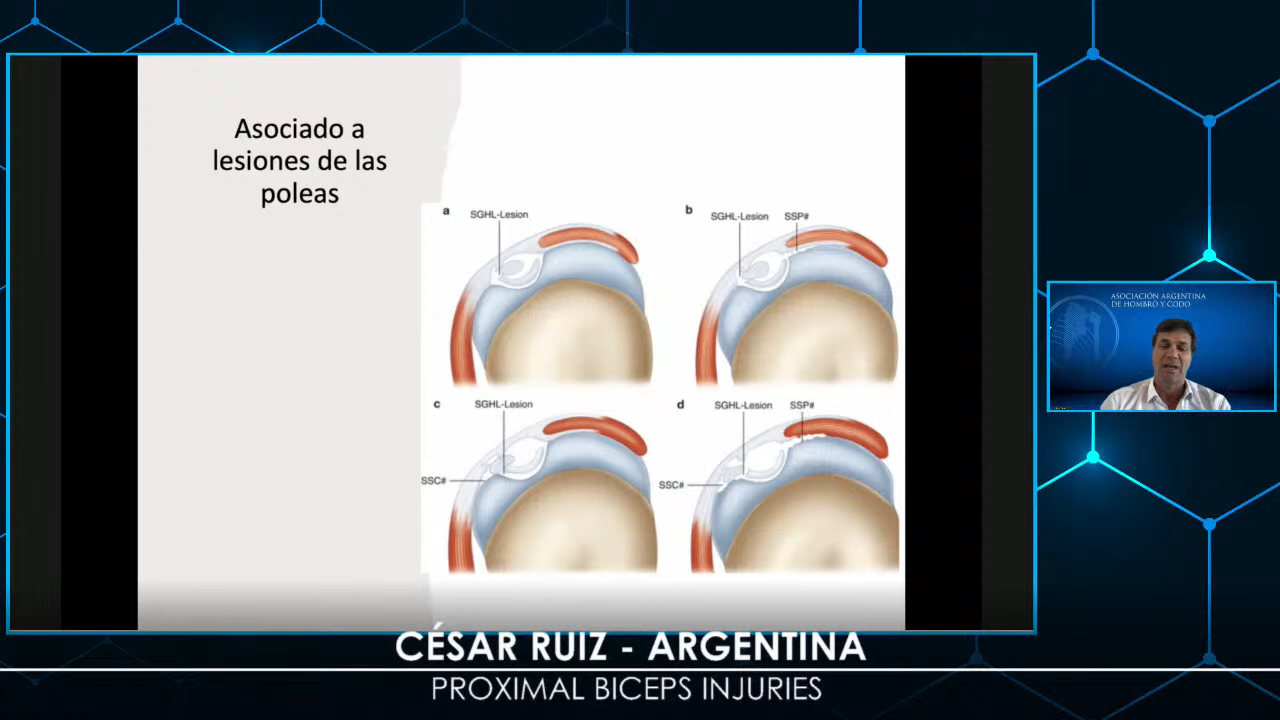 Asociado a
lesiones de las
poleas
a
SGHL-Lesion
b
SGHL-Lesion SSP#
c
SGHL-Lesion
SSC#
d
SGHL-Lesion SSP#
SSC#
ASOCIACIÓN ARGENTINA
DE HOMBRO Y CODO
CÉSAR RUIZ - ARGENTINA
PROXIMAL BICEPS INJURIES